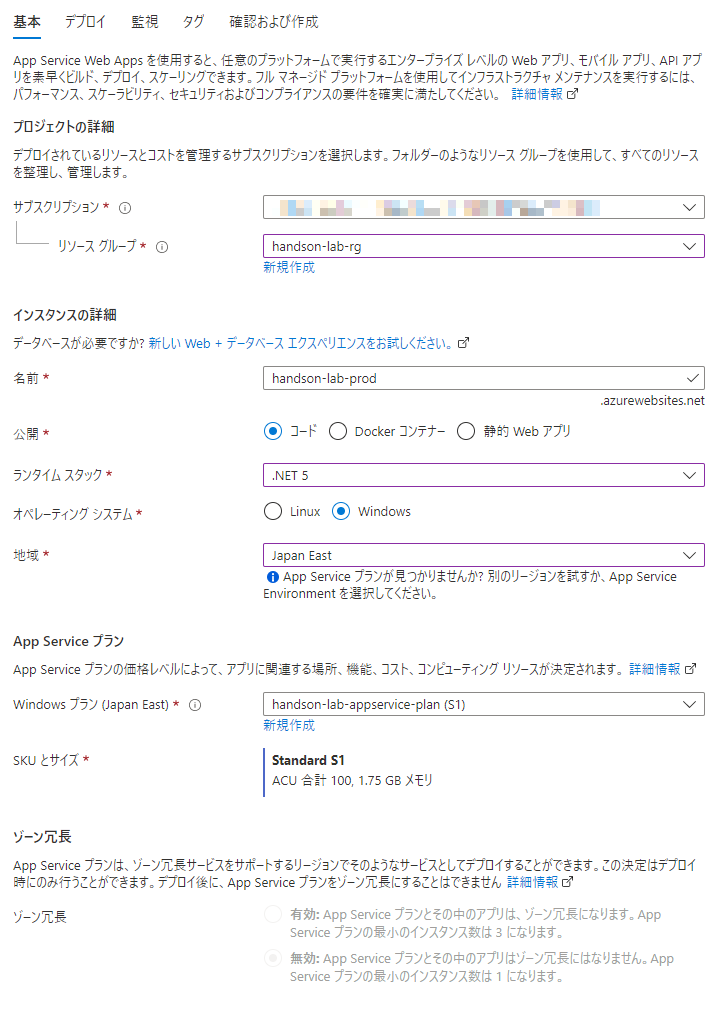 基本 デプロイ 監視 タグ 確認および作成
App Service Web Apps を使用すると、任意のプラットフォームで実行するエンタープライズ レベルの Web アプリ、モバイル アプリ、API アプ
リを素早くビルド、デプロイ、スケーリングできます。フル マネージド プラットフォームを使用してインフラストラクチャ メンテナンスを実行するには、
パフォーマンス、スケーラビリティ、セキュリティおよびコンプライアンスの要件を確実に満たしてください。 詳細情報
プロジェクトの詳細
デプロイされているリソースとコストを管理するサブスクリプションを選択します。フォルダーのようなリソース グループを使用して、すべてのリソース
を整理し、管理します。
サブスクリプション *
リソース グループ * handson-lab-rg
新規作成
インスタンスの詳細
データベースが必要ですか? 新しい Web + データベース エクスペリエンスをお試しください。
名前 * handson-lab-prod
.azurewebsites.net
公開 * コード Docker コンテナー 静的 Web アプリ
ランタイム スタック * .NET 5
オペレーティング システム * Linux Windows
地域 * Japan East
App Service プランが見つかりませんか? 別のリージョンを試すか、App Service
Environment を選択してください。
App Service プラン
App Service プランの価格レベルによって、アプリに関連する場所、機能、コスト、コンピューティング リソースが決定されます。 詳細情報
Windows プラン (Japan East) * handson-lab-appservice-plan (S1)
新規作成
SKU とサイズ * Standard S1
ACU 合計 100, 1.75 GB メモリ
ゾーン冗長
App Service プランは、ゾーン冗長サービスをサポートするリージョンでそのようなサービスとしてデプロイすることができます。この決定はデプロイ
時にのみ行うことができます。デプロイ後に、App Service プランをゾーン冗長にすることはできません 詳細情報
ゾーン冗長 有効: App Service プランとその中のアプリは、ゾーン冗長になります。App
Service プランの最小のインスタンス数は 3 になります。
無効: App Service プランとその中のアプリはゾーン冗長にはなりません。App
Service プランの最小のインスタンス数は 1 になります。